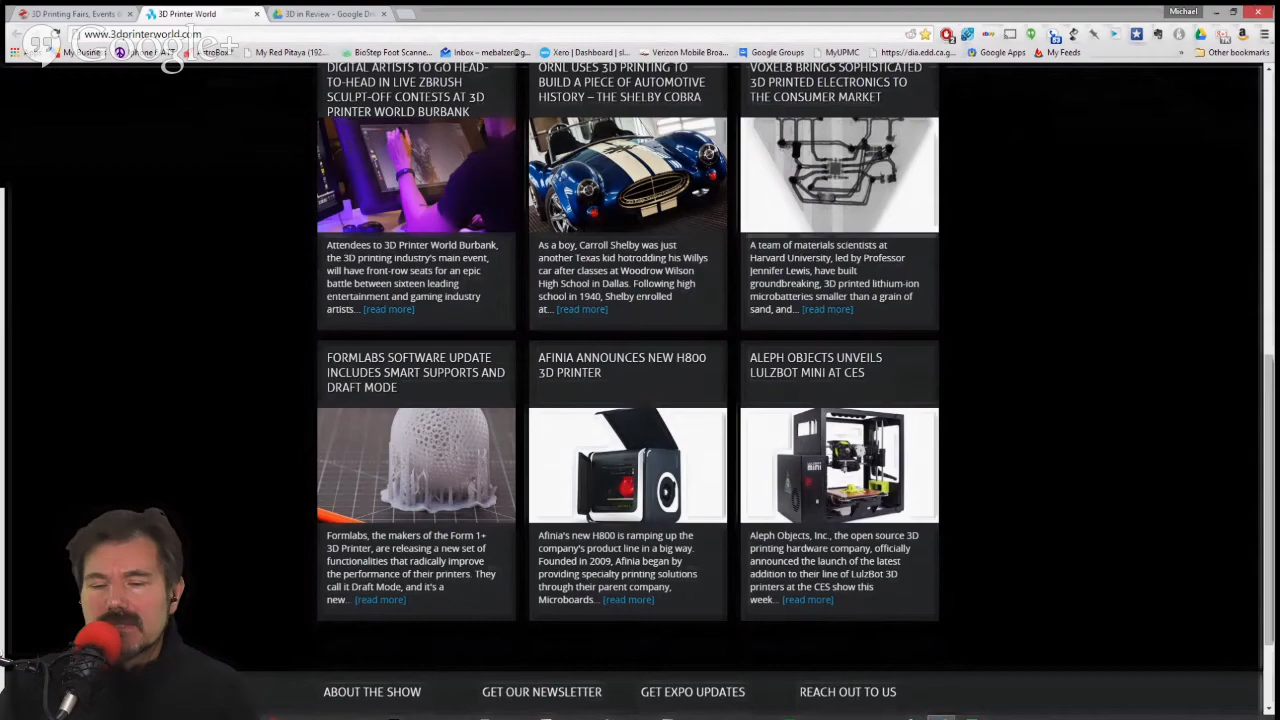 3D Printing Fairs, Events &
3D Printer World
3D in Review - Google Dri
Michael
www.3dprinterworld.com
Google+
My Busine
iphone
AstroBox
My Red Pitaya (192...
BioStep Foot Scanne...
Inbox – mebalzer@g...
Xero | Dashboard | sl...
Verizon Mobile Broa...
Google Groups
MyUPMC
https://dia.edd.ca.g...
Google Apps
My Feeds
Other bookmarks
DIGITAL ARTISTS TO GO HEAD-
TO-HEAD IN LIVE ZBRUSH
SCULPT-OFF CONTESTS AT 3D
PRINTER WORLD BURBANK
Attendees to 3D Printer World Burbank,
the 3D printing industry's main event,
will have front-row seats for an epic
battle between sixteen leading
entertainment and gaming industry
artists... [read more]
ORNL USES 3D PRINTING TO
BUILD A PIECE OF AUTOMOTIVE
HISTORY – THE SHELBY COBRA
As a boy, Carroll Shelby was just
another Texas kid hotrodding his Willys
car after classes at Woodrow Wilson
High School in Dallas. Following high
school in 1940, Shelby enrolled
at... [read more]
VOXEL8 BRINGS SOPHISTICATED
3D PRINTED ELECTRONICS TO
THE CONSUMER MARKET
A team of materials scientists at
Harvard University, led by Professor
Jennifer Lewis, have built
groundbreaking, 3D printed lithium-ion
microbatteries smaller than a grain of
sand, and... [read more]
FORMLABS SOFTWARE UPDATE
INCLUDES SMART SUPPORTS AND
DRAFT MODE
Formlabs, the makers of the Form 1+
3D Printer, are releasing a new set of
functionalities that radically improve
the performance of their printers. They
call it Draft Mode, and it's a
new... [read more]
AFINIA ANNOUNCES NEW H800
3D PRINTER
Afinia's new H800 is ramping up the
company's product line in a big way.
Founded in 2009, Afinia began by
providing specialty printing solutions
through their parent company,
Microboards... [read more]
ALEPH OBJECTS UNVEILS
LULZBOT MINI AT CES
mini
Aleph Objects, Inc., the open source 3D
printing hardware company, officially
announced the launch of the latest
addition to their line of LulzBot 3D
printers at the CES show this
week... [read more]
ABOUT THE SHOW
GET OUR NEWSLETTER
GET EXPO UPDATES
REACH OUT TO US